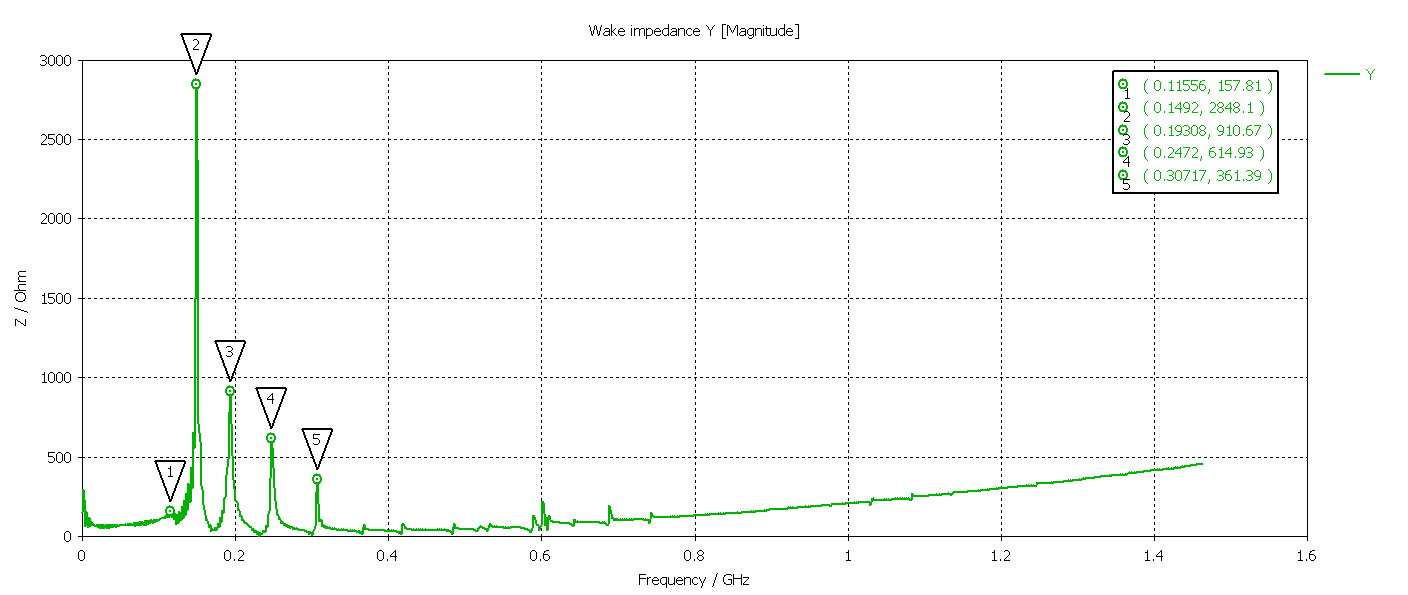 Wake impedance Y [Magnitude]
3000
2500
2000
1500
1000
500
0
Z / Ohm
0
0.2
0.4
0.6
0.8
1
1.2
1.4
1.6
Frequency / GHz
1
2
3
4
5
1 ( 0.11556, 157.81 )
2 ( 0.1492, 2848.1 )
3 ( 0.19308, 910.67 )
4 ( 0.2472, 614.93 )
5 ( 0.30717, 361.39 )
Y